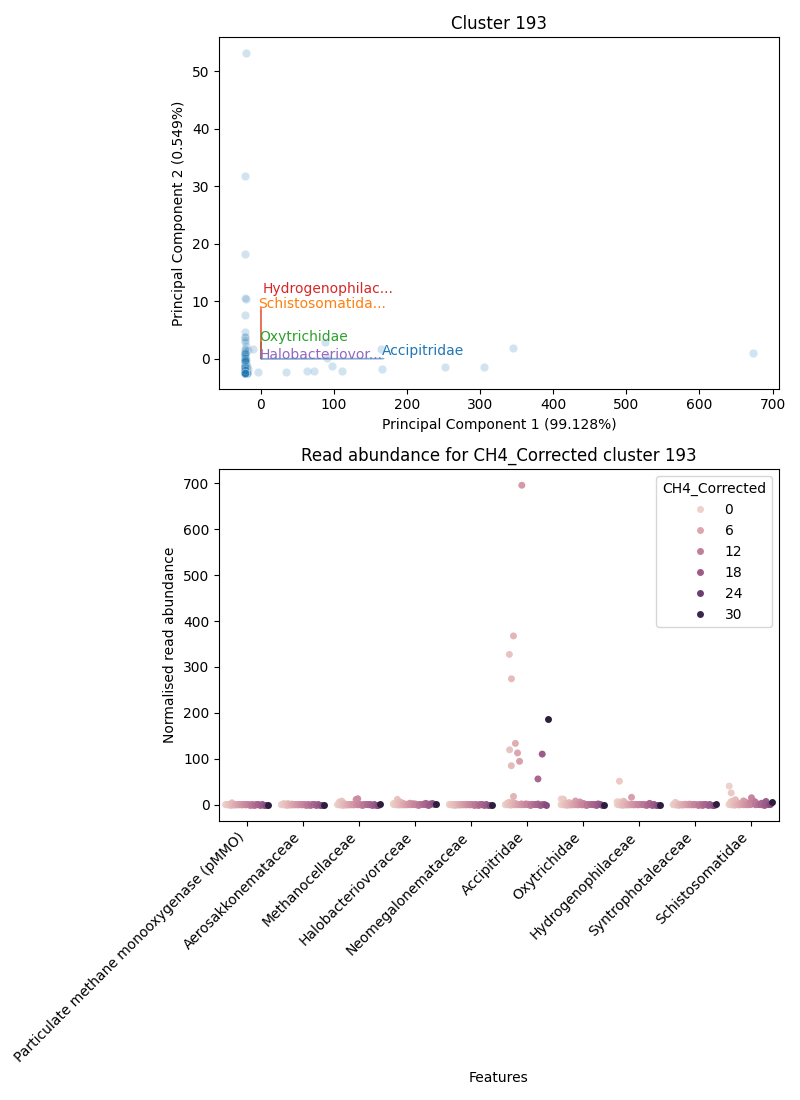 Cluster 193
Principal Component 2 (0.549%)
50
40
30
20
10
0
Hydrogenophilac...
Schistosomatida...
Oxytrichidae
Halobacteriovor...
Accipitridae
0 100 200 300 400 500 600 700
Principal Component 1 (99.128%)
Read abundance for CH4_Corrected cluster 193
Normalised read abundance
700
600
500
400
300
200
100
0
CH4_Corrected
0
6
12
18
24
30
Particulate methane monooxygenase (pMMO)
Aerosakkonemataceae
Methanocellaceae
Halobacteriovoraceae
Neomegalonemataceae
Accipitridae
Oxytrichidae
Hydrogenophilaceae
Syntrophotaleaceae
Schistosomatidae
Features